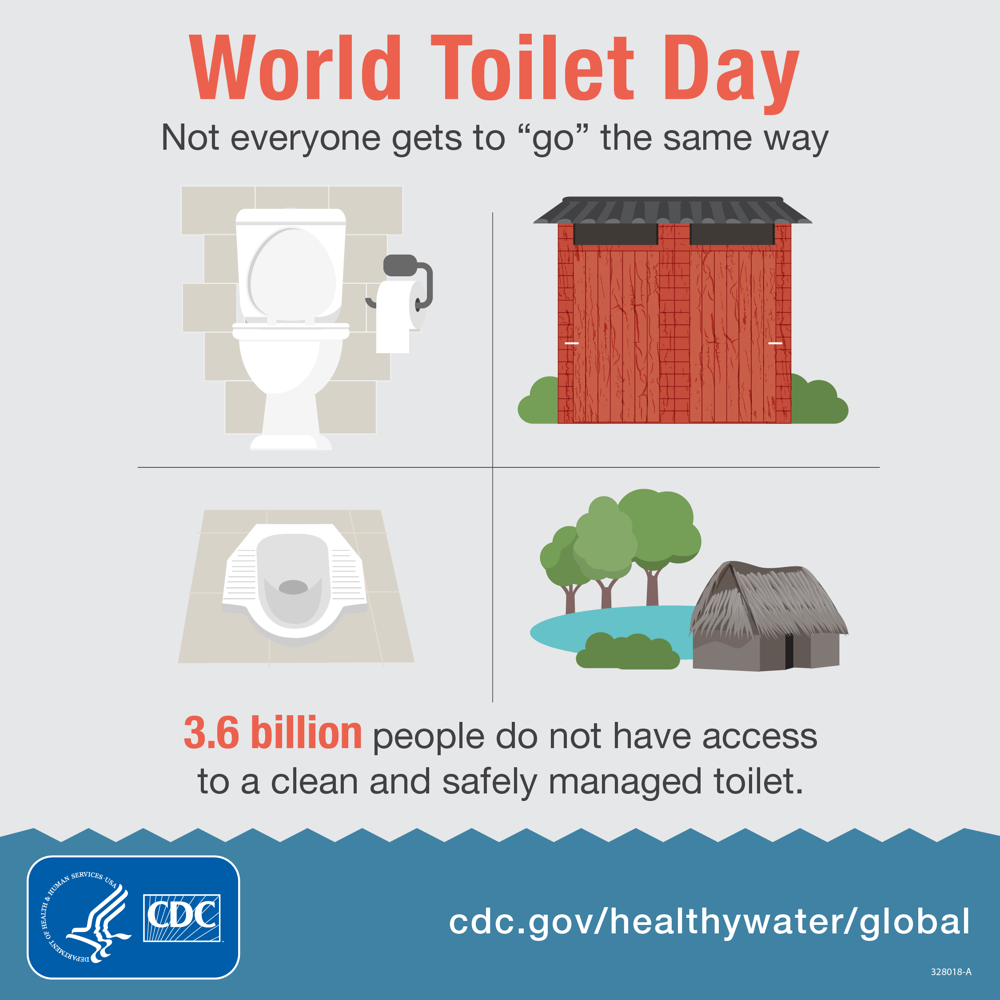 World Toilet Day
Not everyone gets to “go” the same way
3.6 billion people do not have access
to a clean and safely managed toilet.
DEPARTMENT OF HEALTH & HUMAN SERVICES · USA
CDC
™
cdc.gov/healthywater/global
328018-A